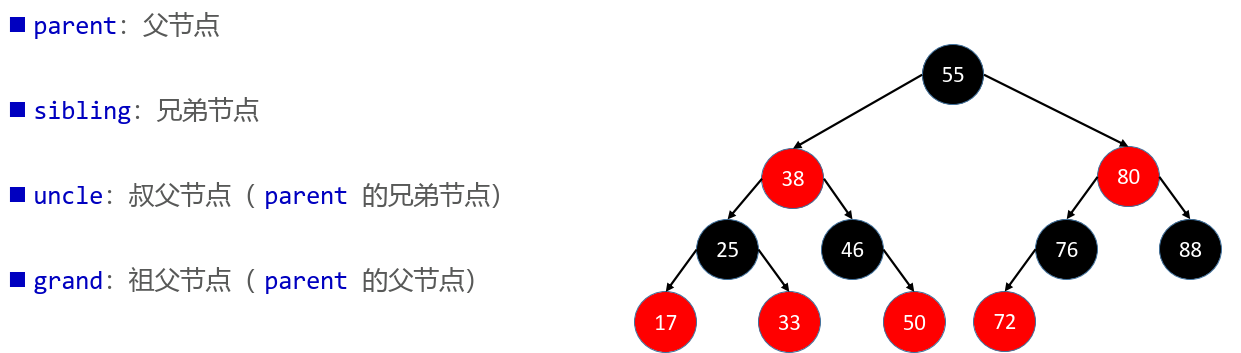 parent：父节点
sibling：兄弟节点
uncle：叔父节点（ parent 的兄弟节点）
grand：祖父节点（ parent 的父节点）
55
38 80
25 46 76 88
17 33 50 72